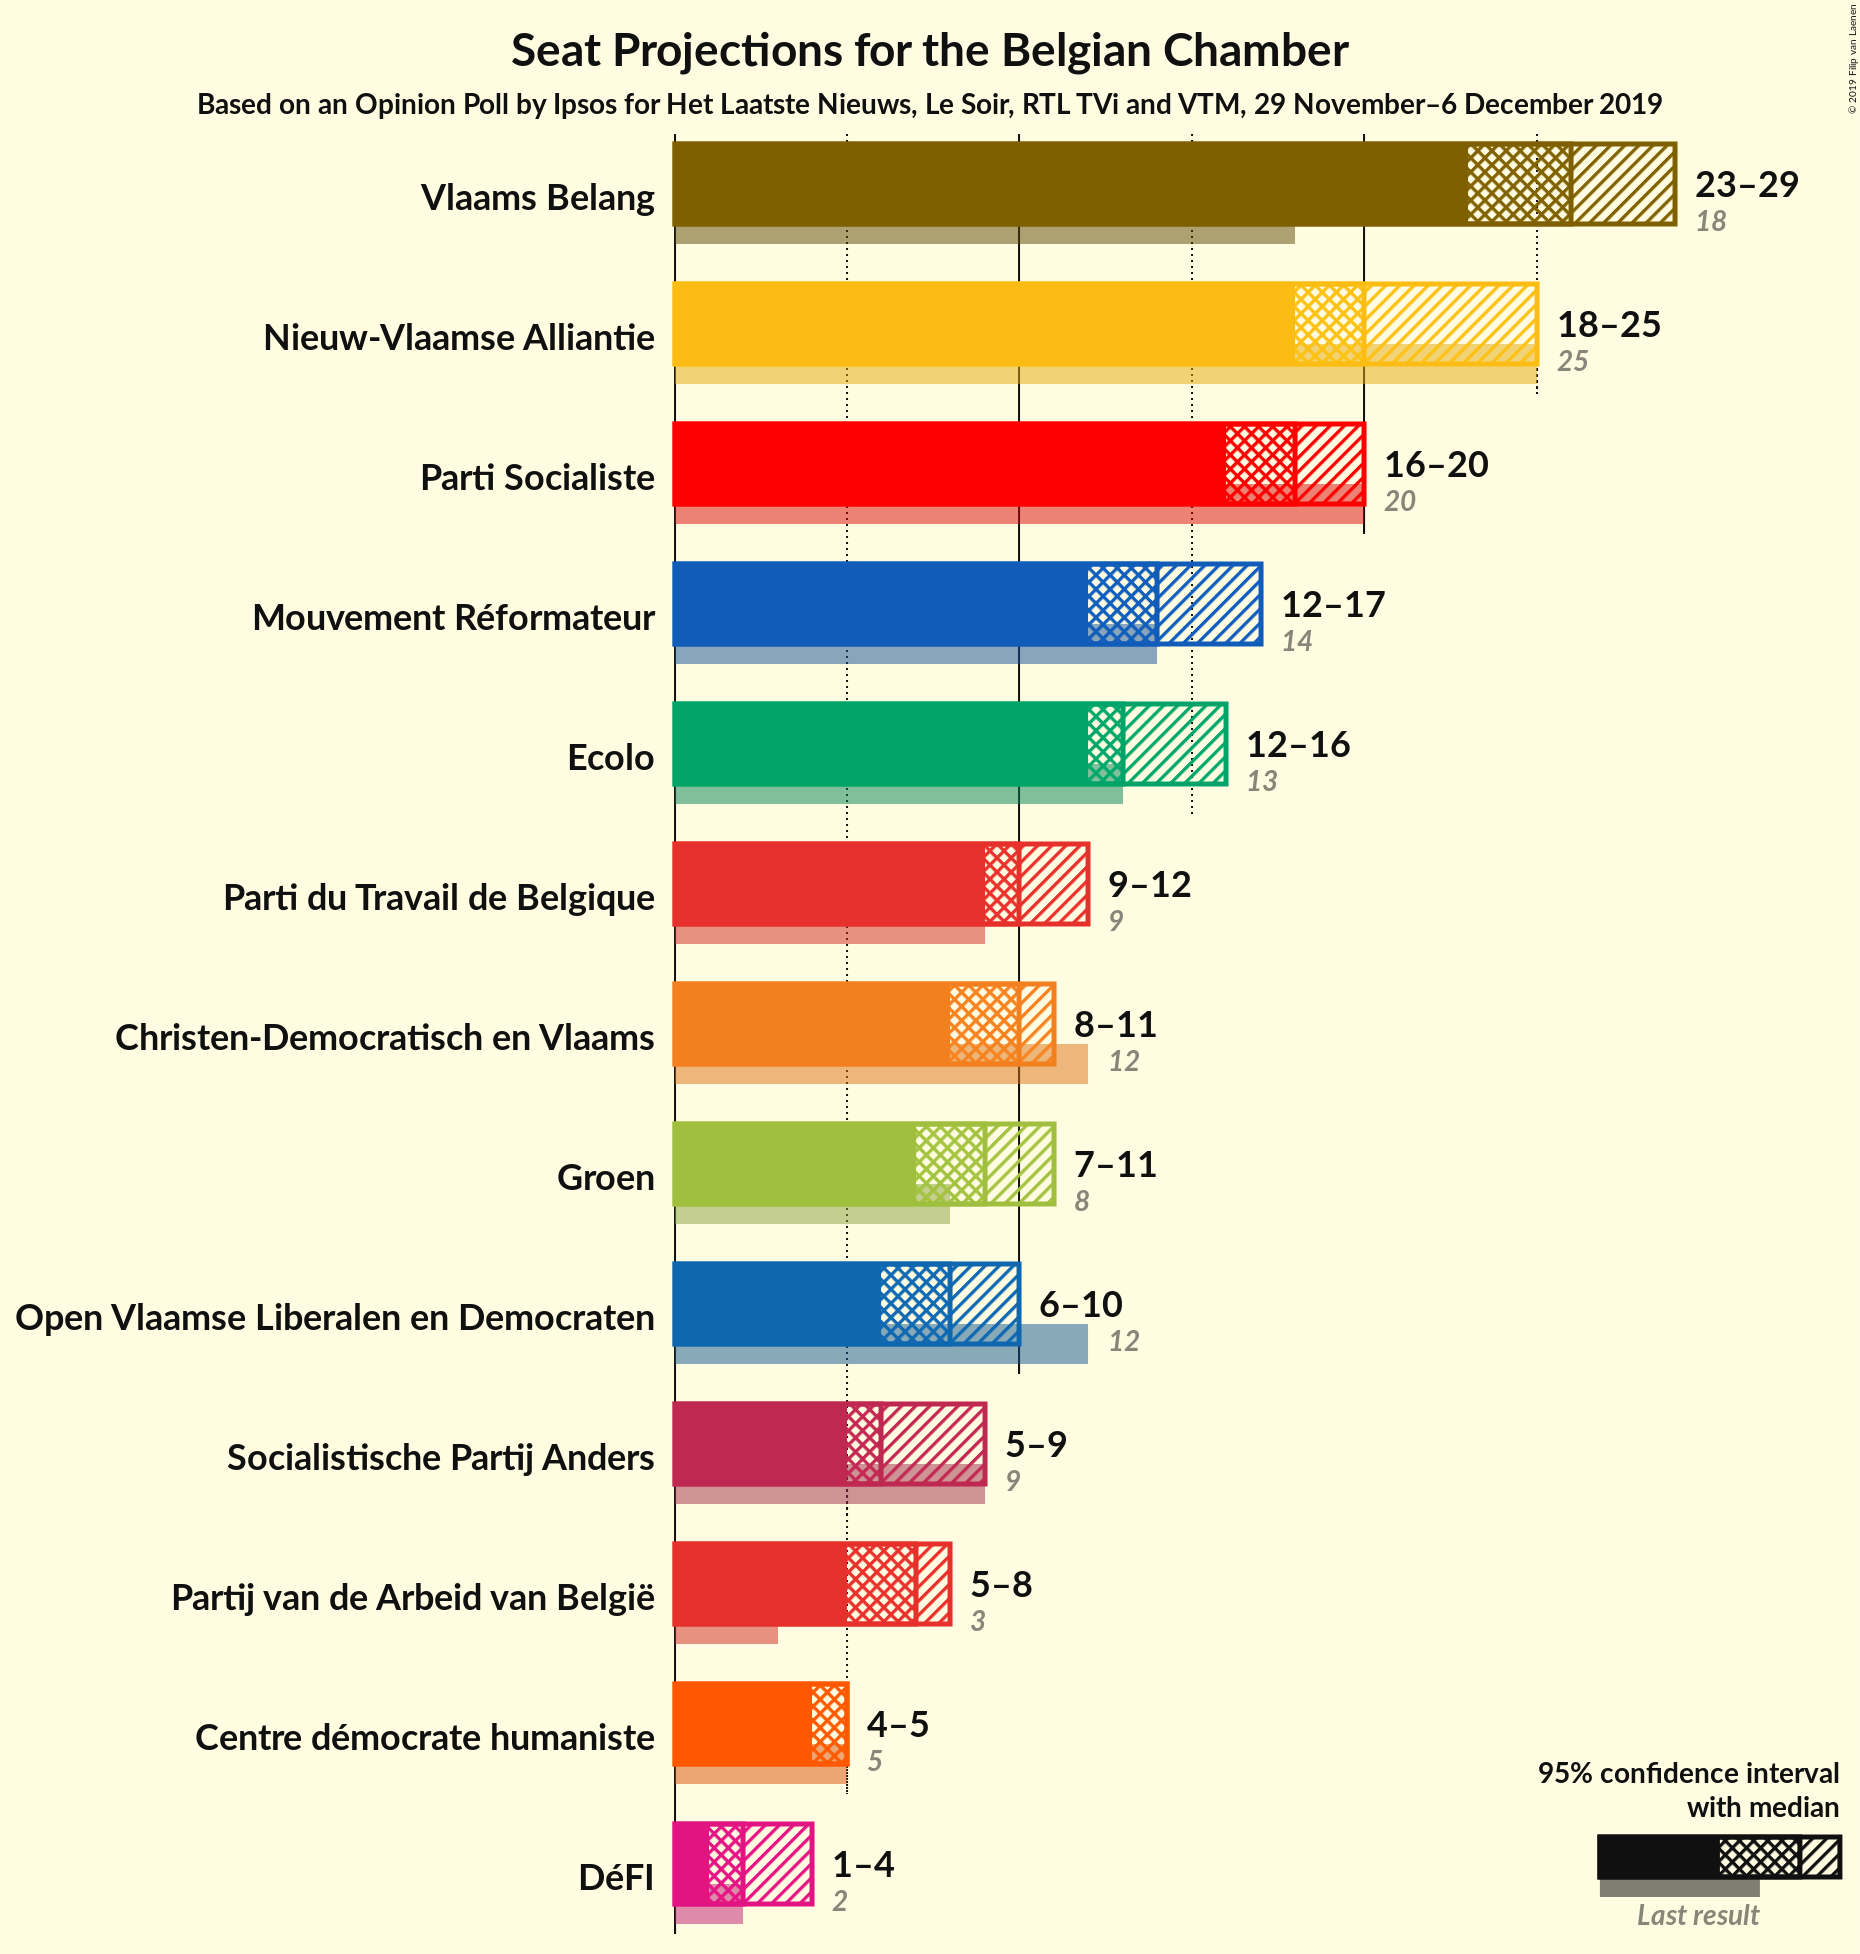 Seat Projections for the Belgian Chamber
Based on an Opinion Poll by Ipsos for Het Laatste Nieuws, Le Soir, RTL TVi and VTM, 29 November–6 December 2019
© 2019 Filip van Laenen
Vlaams Belang
23–29
18
Nieuw-Vlaamse Alliantie
18–25
25
Parti Socialiste
16–20
20
Mouvement Réformateur
12–17
14
Ecolo
12–16
13
Parti du Travail de Belgique
9–12
9
Christen-Democratisch en Vlaams
8–11
12
Groen
7–11
8
Open Vlaamse Liberalen en Democraten
6–10
12
Socialistische Partij Anders
5–9
9
Partij van de Arbeid van België
5–8
3
Centre démocrate humaniste
4–5
5
DéFI
1–4
2
95% confidence interval
with median
Last result